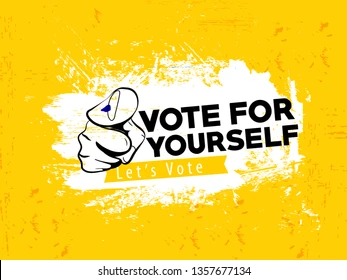 VOTE FOR
YOURSELF
Let's Vote
shutterstock.com · 1357677134